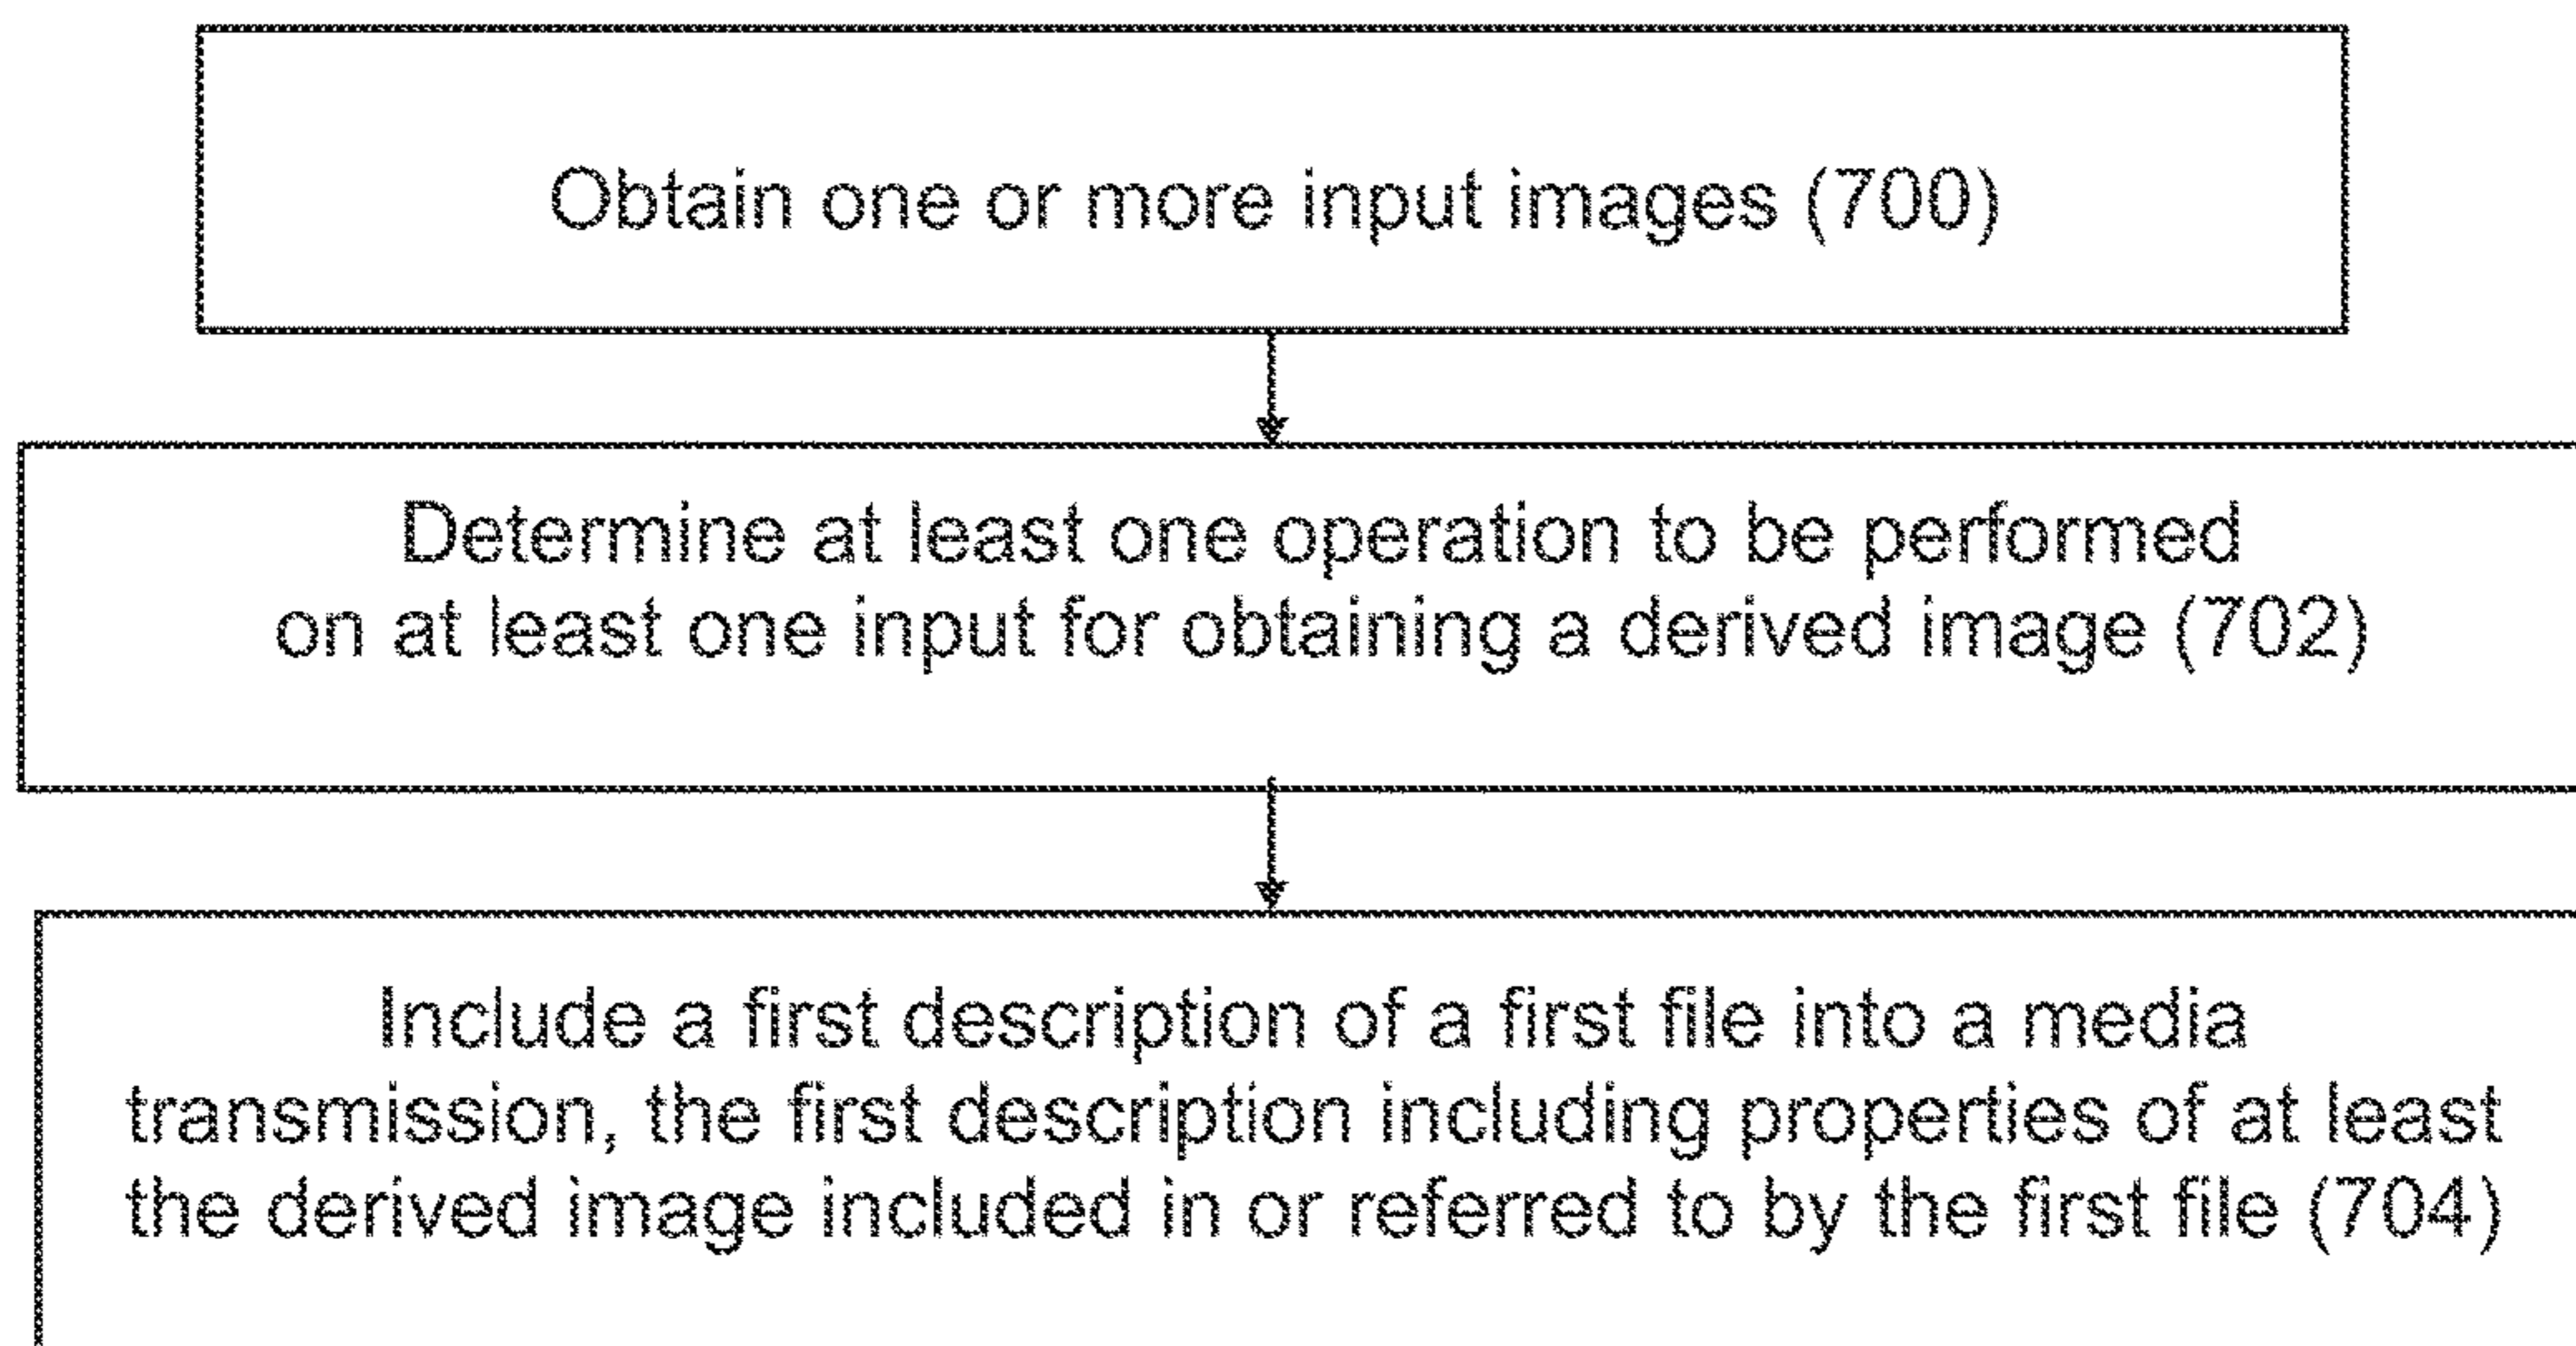 Obtain one or more input images (700)
Determine at least one operation to be performed
on at least one input for obtaining a derived image (702)
Include a first description of a first file into a media
transmission, the first description including properties of at least
the derived image included in or referred to by the first file (704)